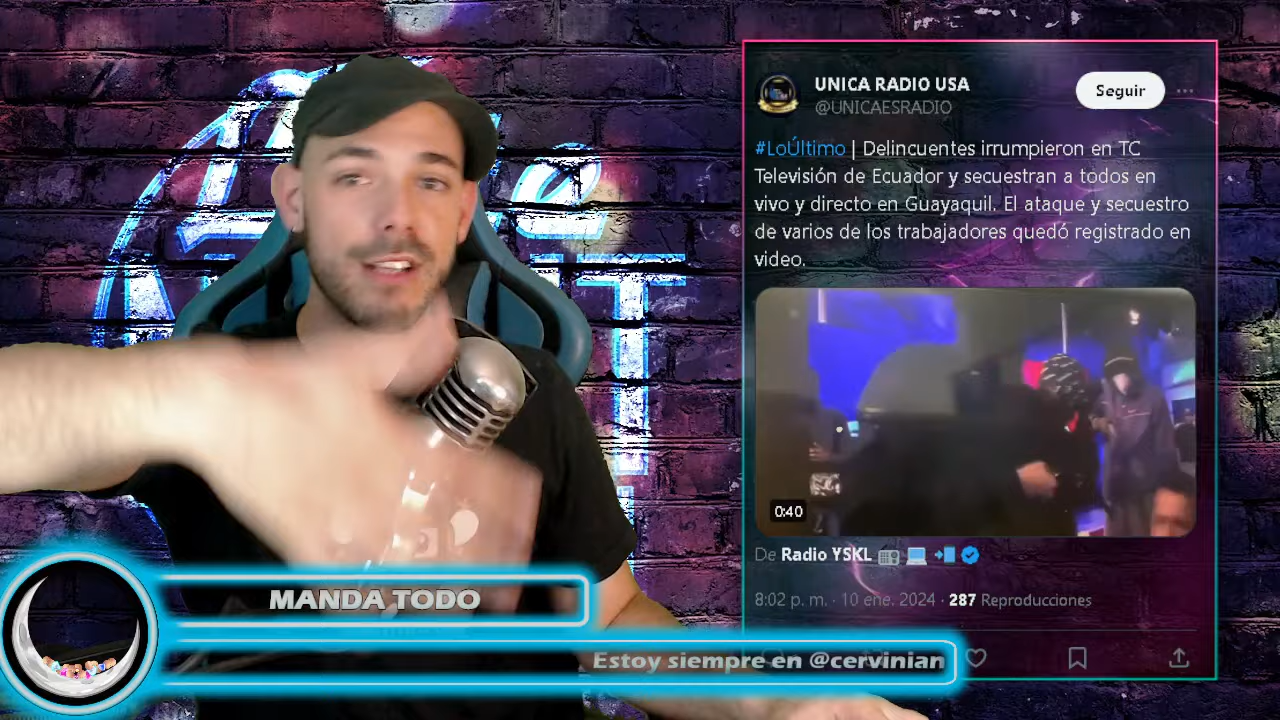 UNICA RADIO USA
@UNICAESRADIO
Seguir
#LoÚltimo | Delincuentes irrumpieron en TC
Televisión de Ecuador y secuestran a todos en
vivo y directo en Guayaquil. El ataque y secuestro
de varios de los trabajadores quedó registrado en
video.
0:40
De Radio YSKL
8:02 p. m. · 10 ene. 2024 · 287 Reproducciones
MANDA TODO
Estoy siempre en @cervinian